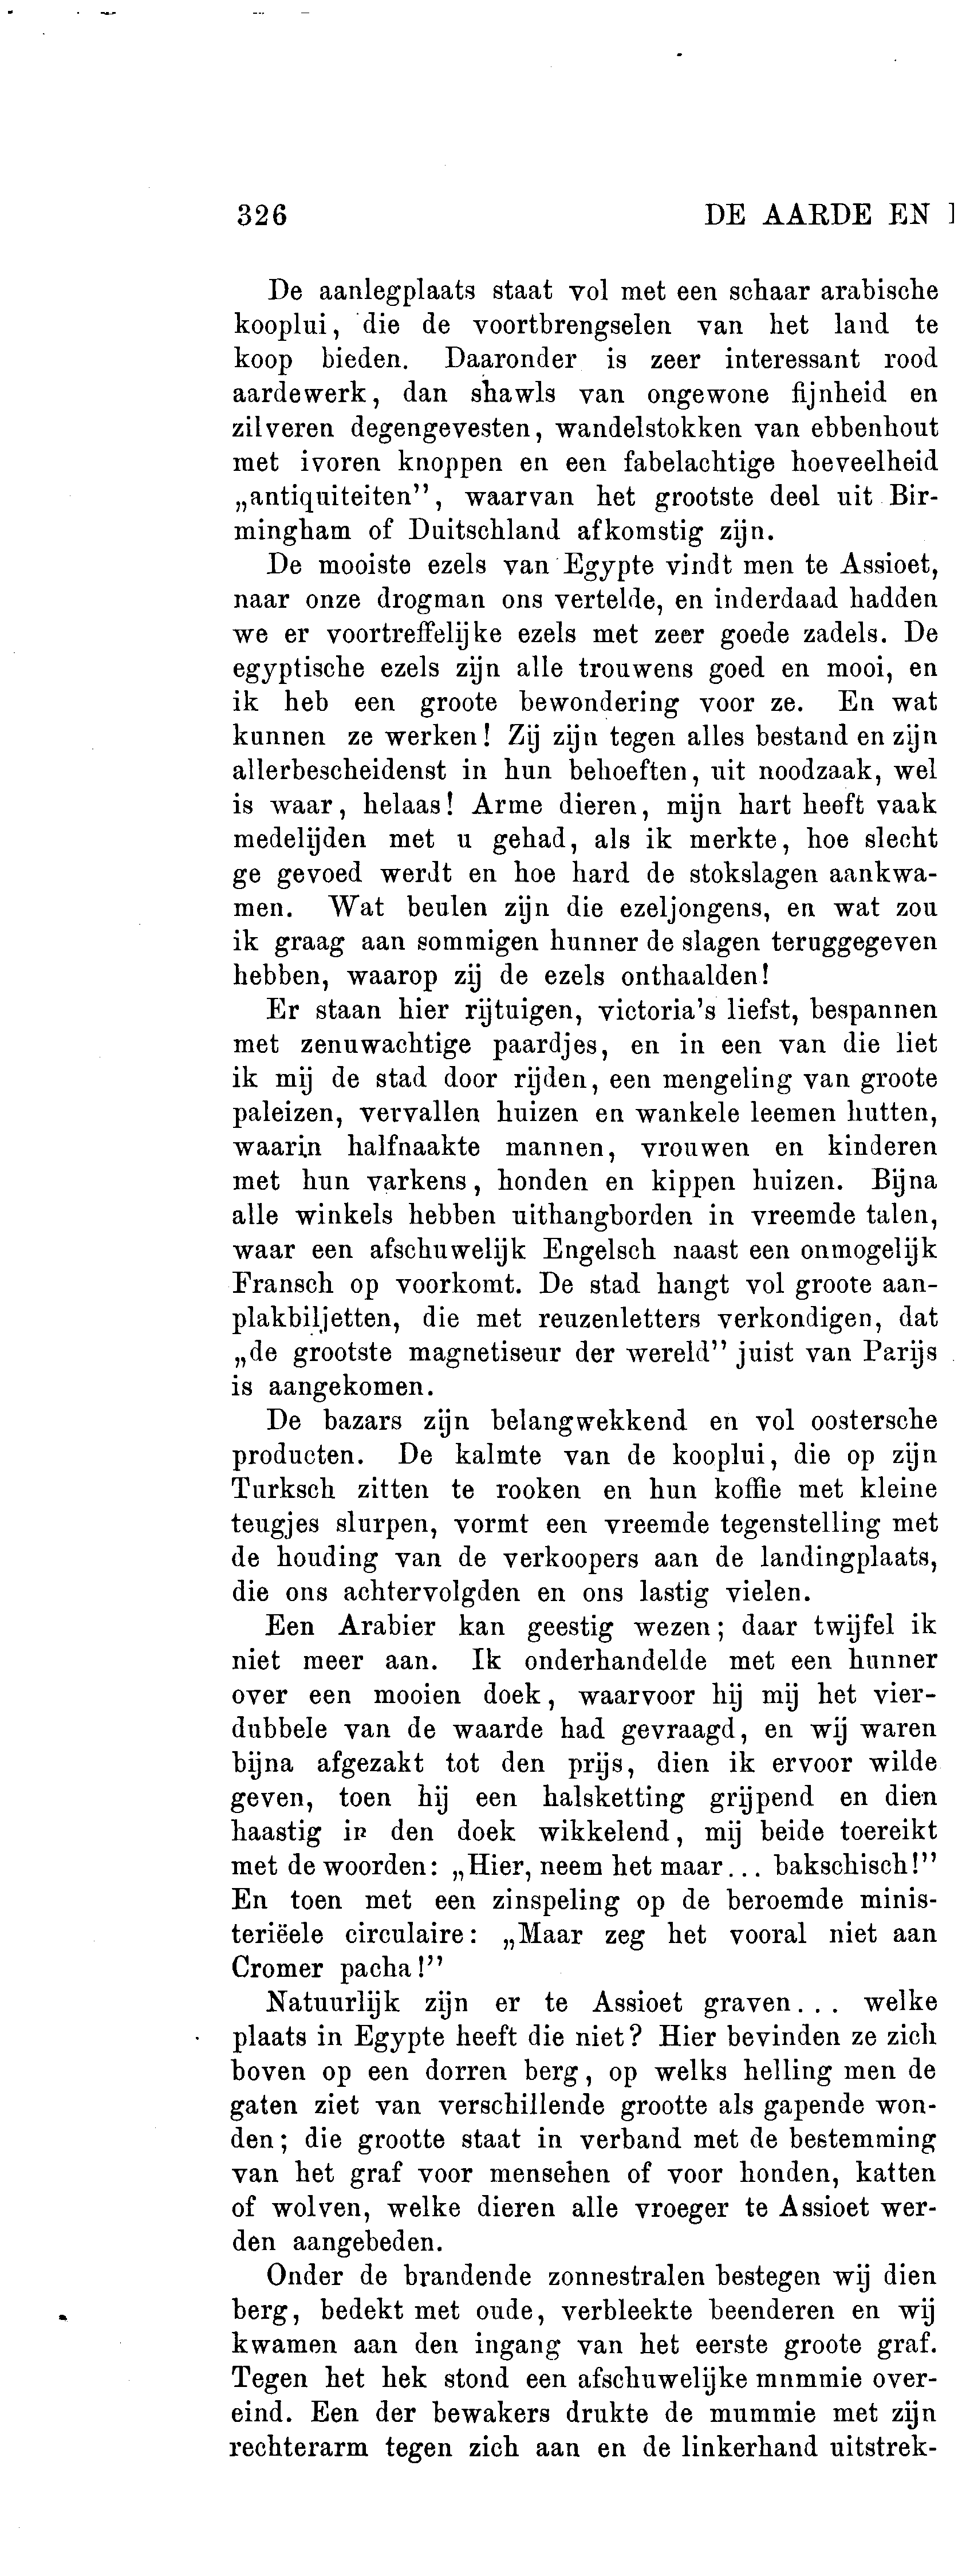 326 DE AARDE EN
De aanlegplaats staat vol met een schaar arabische
kooplui, die de voortbrengselen van het land te
koop bieden. Daaronder is zeer interessant rood
aardewerk, dan shawls van ongewone fijnheid en
zilveren degengevesten, wandelstokken van ebbenhout
met ivoren knoppen en een fabelachtige hoeveelheid
„antiquiteiten”, waarvan het grootste deel uit Bir-
mingham of Duitschland afkomstig zijn.
De mooiste ezels van Egypte vindt men te Assioet,
naar onze drogman ons vertelde, en inderdaad hadden
we er voortreffelijke ezels met zeer goede zadels. De
egyptische ezels zijn alle trouwens goed en mooi, en
ik heb een groote bewondering voor ze. En wat
kunnen ze werken! Zij zijn tegen alles bestand en zijn
allerbescheidenst in hun behoeften, uit noodzaak, wel
is waar, helaas! Arme dieren, mijn hart heeft vaak
medelijden met u gehad, als ik merkte, hoe slecht
ge gevoed werdt en hoe hard de stokslagen aankwa-
men. Wat beulen zijn die ezeljongens, en wat zou
ik graag aan sommigen hunner de slagen teruggegeven
hebben, waarop zij de ezels onthaalden!
Er staan hier rijtuigen, victoria's liefst, bespannen
met zenuwachtige paardjes, en in een van die liet
ik mij de stad door rijden, een mengeling van groote
paleizen, vervallen huizen en wankele leemen hutten,
waarin halfnaakte mannen, vrouwen en kinderen
met hun varkens, honden en kippen huizen. Bijna
alle winkels hebben uithangborden in vreemde talen,
waar een afschuwelijk Engelsch naast een onmogelijk
Fransch op voorkomt. De stad hangt vol groote aan-
plakbiljetten, die met reuzenletters verkondigen, dat
„de grootste magnetiseur der wereld” juist van Parijs
is aangekomen.
De bazars zijn belangwekkend en vol oostersche
producten. De kalmte van de kooplui, die op zijn
Turksch zitten te rooken en hun koffie met kleine
teugjes slurpen, vormt een vreemde tegenstelling met
de houding van de verkoopers aan de landingplaats,
die ons achtervolgden en ons lastig vielen.
Een Arabier kan geestig wezen; daar twijfel ik
niet meer aan. Ik onderhandelde met een hunner
over een mooien doek, waarvoor hij mij het vier-
dubbele van de waarde had gevraagd, en wij waren
bijna afgezakt tot den prijs, dien ik ervoor wilde
geven, toen hij een halsketting grijpend en dien
haastig in den doek wikkelend, mij beide toereikt
met de woorden: „Hier, neem het maar... bakschisch!”
En toen met een zinspeling op de beroemde minis-
teriëele circulaire: „Maar zeg het vooral niet aan
Cromer pacha!”
Natuurlijk zijn er te Assioet graven... welke
plaats in Egypte heeft die niet? Hier bevinden ze zich
boven op een dorren berg, op welks helling men de
gaten ziet van verschillende grootte als gapende won-
den; die grootte staat in verband met de bestemming
van het graf voor menschen of voor honden, katten
of wolven, welke dieren alle vroeger te Assioet wer-
den aangebeden.
Onder de brandende zonnestralen bestegen wij dien
berg, bedekt met oude, verbleekte beenderen en wij
kwamen aan den ingang van het eerste groote graf.
Tegen het hek stond een afschuwelijke mnmmie over-
eind. Een der bewakers drukte de mummie met zijn
rechterarm tegen zich aan en de linkerhand uitstrek-